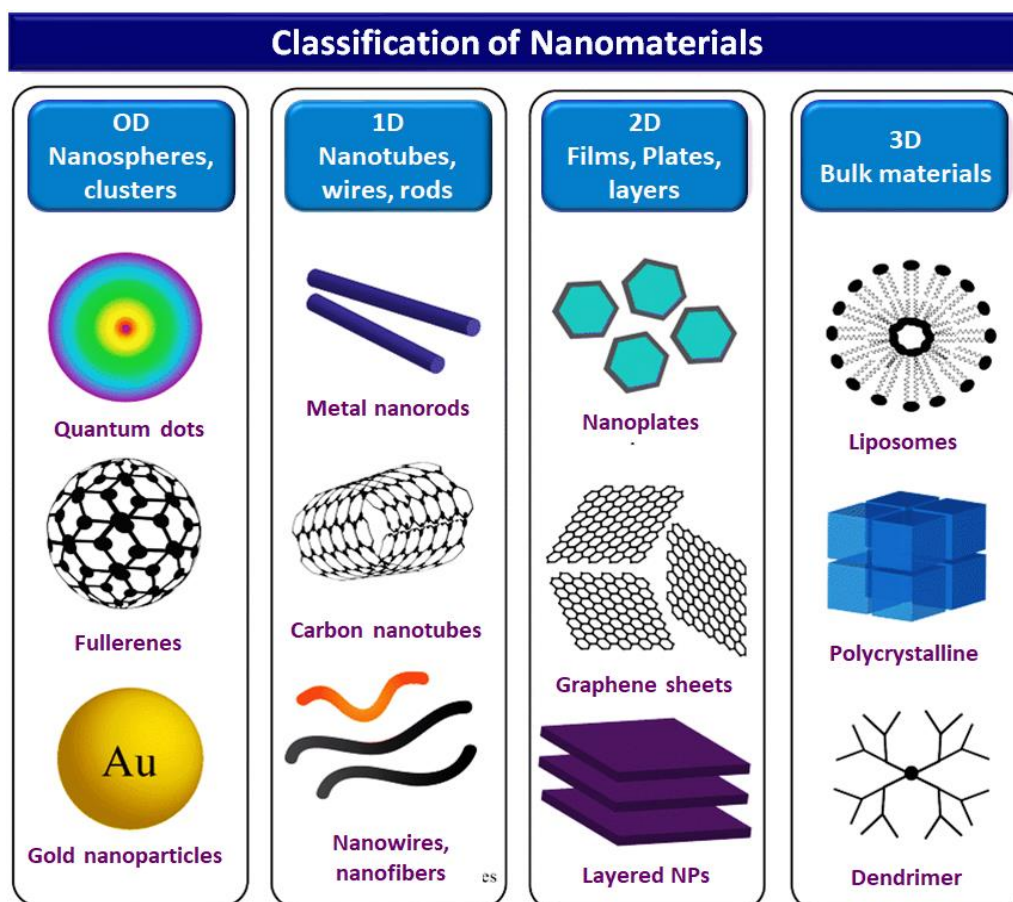 Classification of Nanomaterials
OD
Nanospheres,
clusters
Quantum dots
Fullerenes
Au
Gold nanoparticles
1D
Nanotubes,
wires, rods
Metal nanorods
Carbon nanotubes
Nanowires,
nanofibers
es
2D
Films, Plates,
layers
Nanoplates
Graphene sheets
Layered NPs
3D
Bulk materials
Liposomes
Polycrystalline
Dendrimer